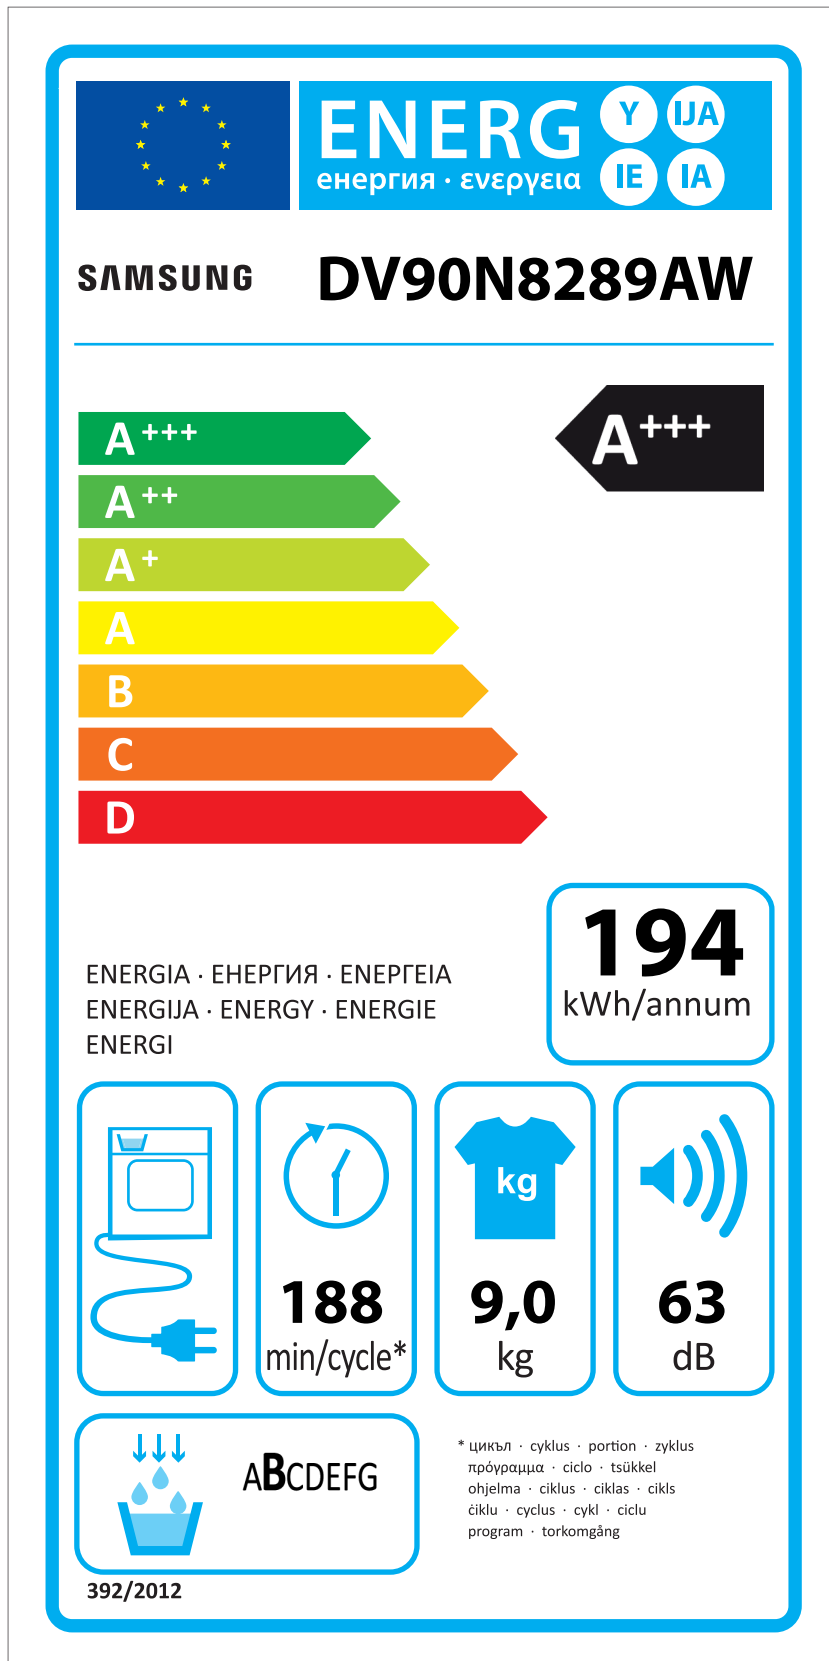 ENERG Y IJA
енергия · ενεργεια IE IA
SAMSUNG DV90N8289AW
A+++
A+++
A++
A+
A
B
C
D
194
kWh/annum
ENERGIA · ЕНЕРГИЯ · ΕΝΕΡΓΕΙΑ
ENERGIJA · ENERGY · ENERGIE
ENERGI
kg
188
min/cycle*
9,0
kg
63
dB
ABCDEFG
* цикъл · cyklus · portion · zyklus
πρόγραμμα · ciclo · tsükkel
ohjelma · ciklus · ciklas · cikls
ċiklu · cyclus · cykl · ciclu
program · torkomgång
392/2012